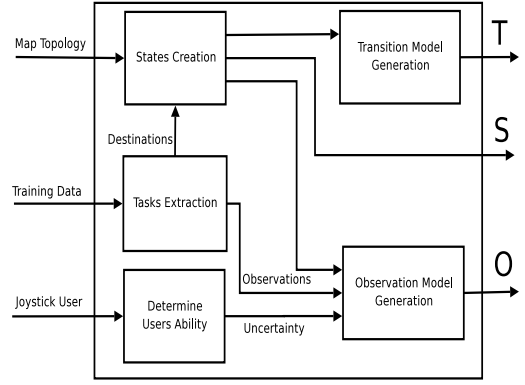 Map Topology
States Creation
Transition Model
Generation
T
S
Destinations
Training Data
Tasks Extraction
Observations
Observation Model
Generation
O
Joystick User
Determine
Users Ability
Uncertainty